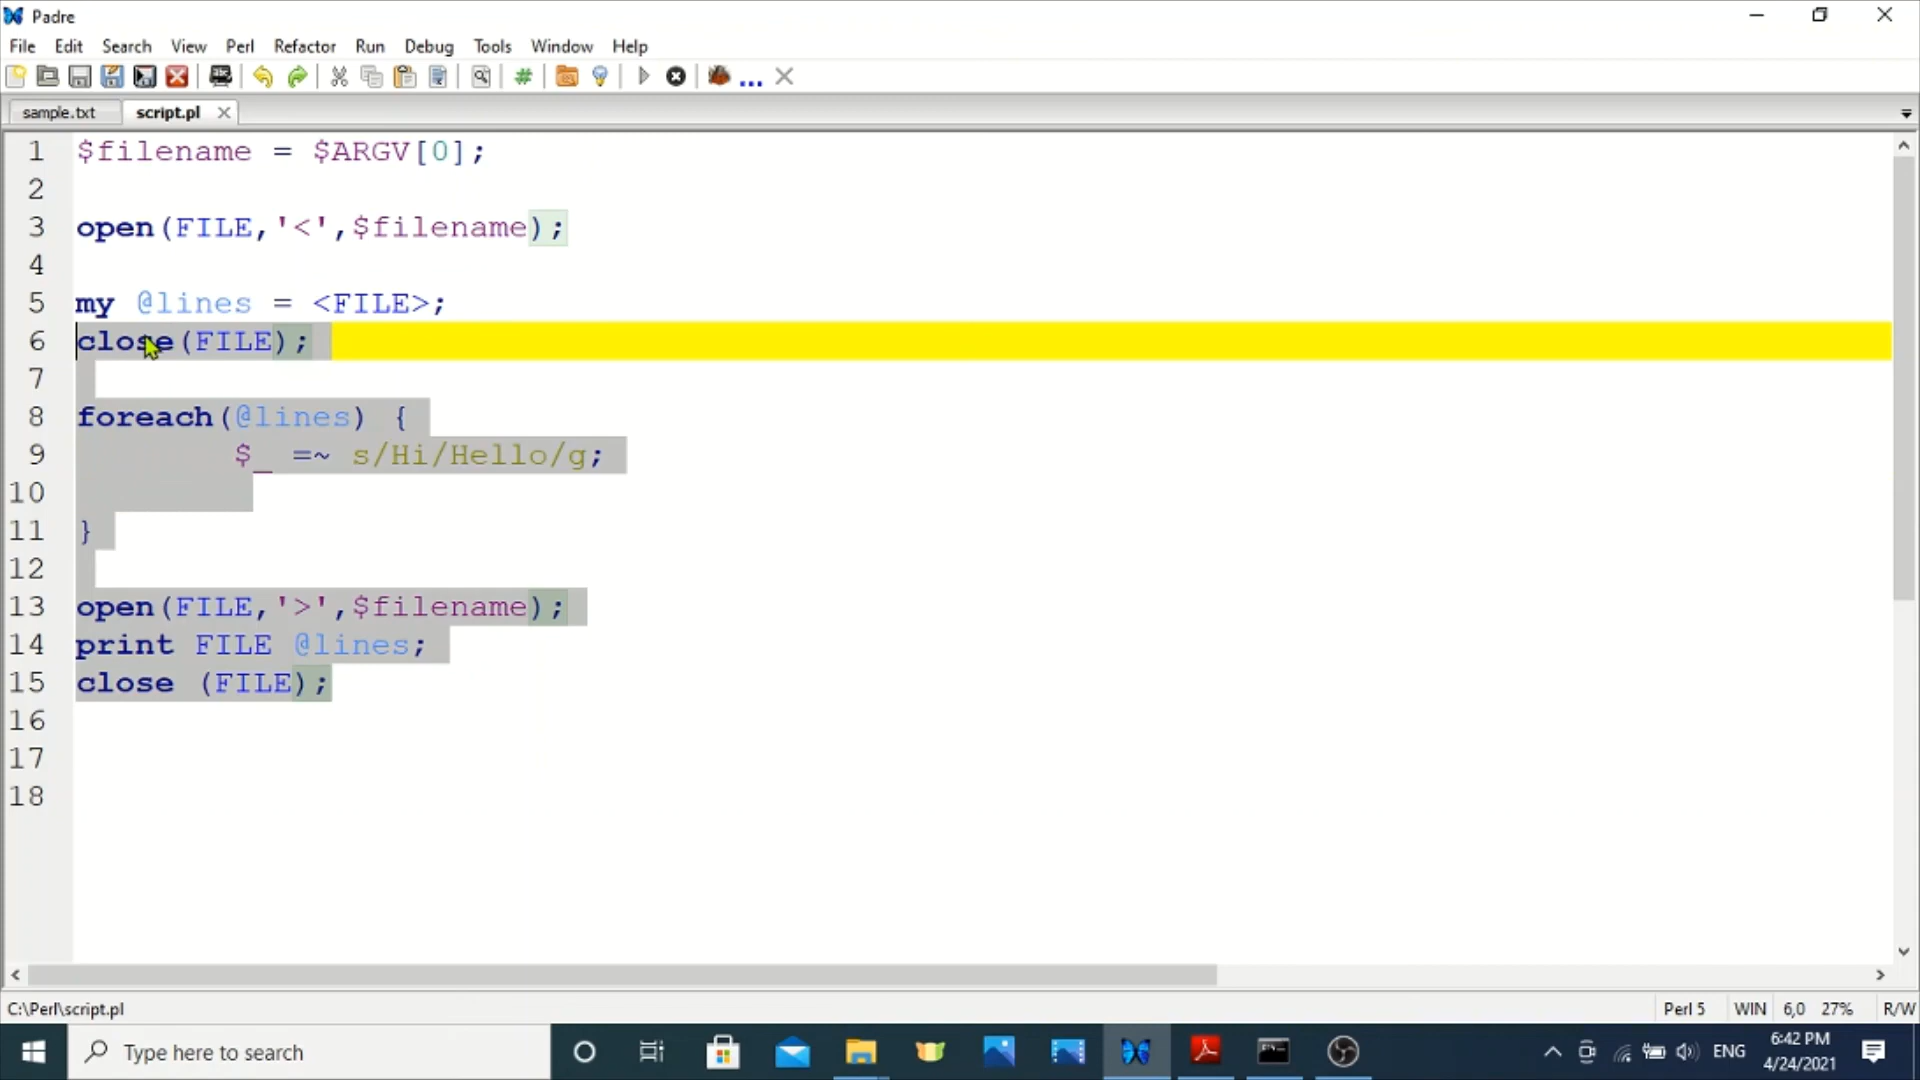 Padre
File Edit Search View Perl Refactor Run Debug Tools Window Help
sample.txt script.pl
1 $filename = $ARGV[0];
2
3 open(FILE,'<',$filename);
4
5 my @lines = <FILE>;
6 close(FILE);
7
8 foreach(@lines) {
9 $_ =~ s/Hi/Hello/g;
10
11 }
12
13 open(FILE,'>',$filename);
14 print FILE @lines;
15 close (FILE);
16
17
18
C:\Perl\script.pl Perl 5 WIN 6,0 27% R/W
Type here to search ENG 6:42 PM
4/24/2021